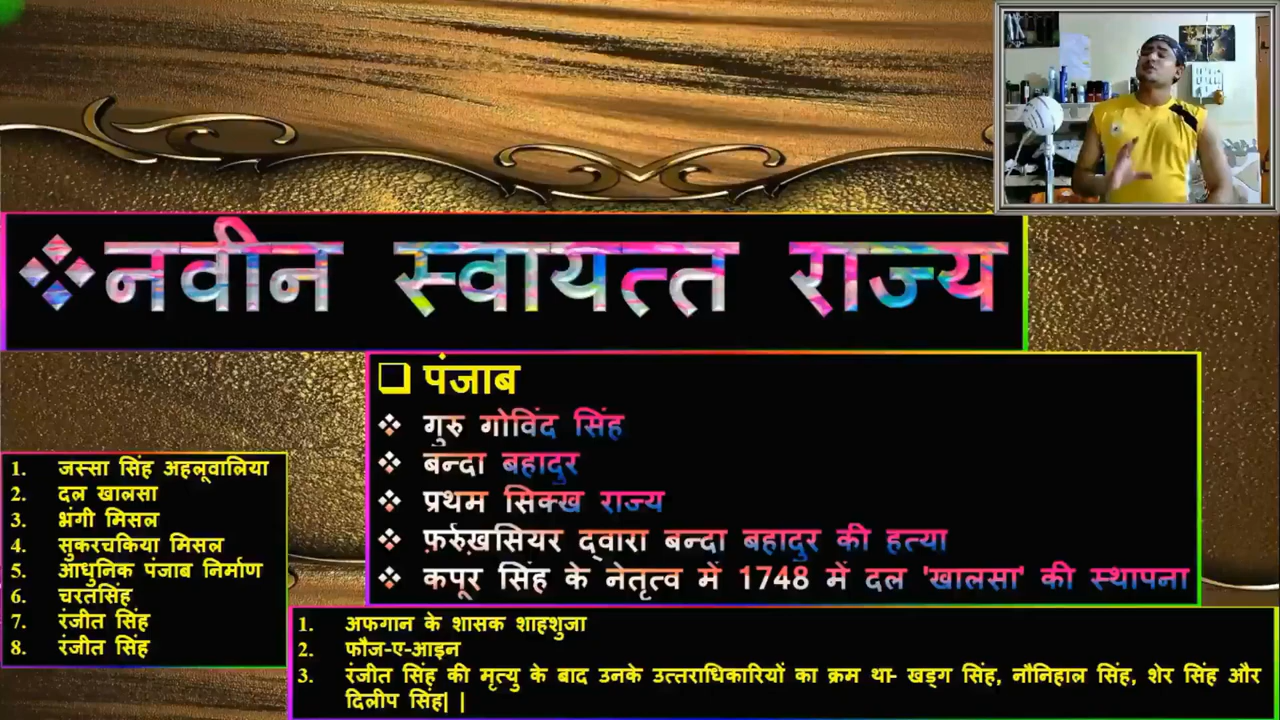 ❖नवीन स्वायत्त राज्य
❑ पंजाब
❖ गुरु गोविंद सिंह
❖ बन्दा बहादुर
❖ प्रथम सिक्ख राज्य
❖ फ़र्रुख़सियर द्वारा बन्दा बहादुर की हत्या
❖ कपूर सिंह के नेतृत्व में 1748 में दल 'खालसा' की स्थापना
1. जस्सा सिंह अहलूवालिया
2. दल खालसा
3. भंगी मिसल
4. सुकरचकिया मिसल
5. आधुनिक पंजाब निर्माण
6. चरतसिंह
7. रंजीत सिंह
8. रंजीत सिंह
1. अफगान के शासक शाहशुजा
2. फौज-ए-आइन
3. रंजीत सिंह की मृत्यु के बाद उनके उत्तराधिकारियों का क्रम था- खड्ग सिंह, नौनिहाल सिंह, शेर सिंह और
दिलीप सिंह| |